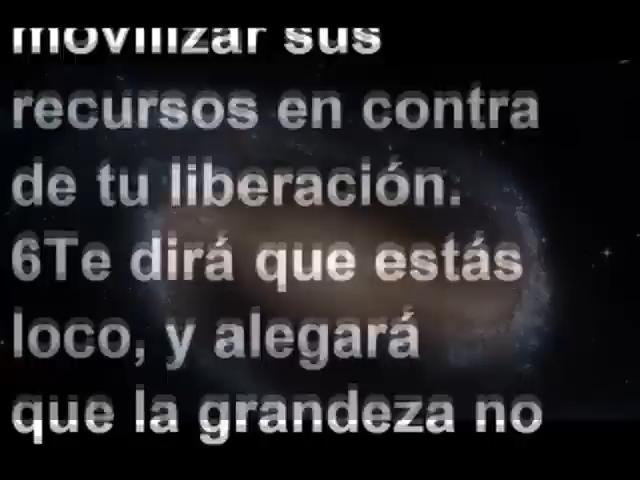 movilizar sus
recursos en contra
de tu liberación.
6Te dirá que estás
loco, y alegará
que la grandeza no